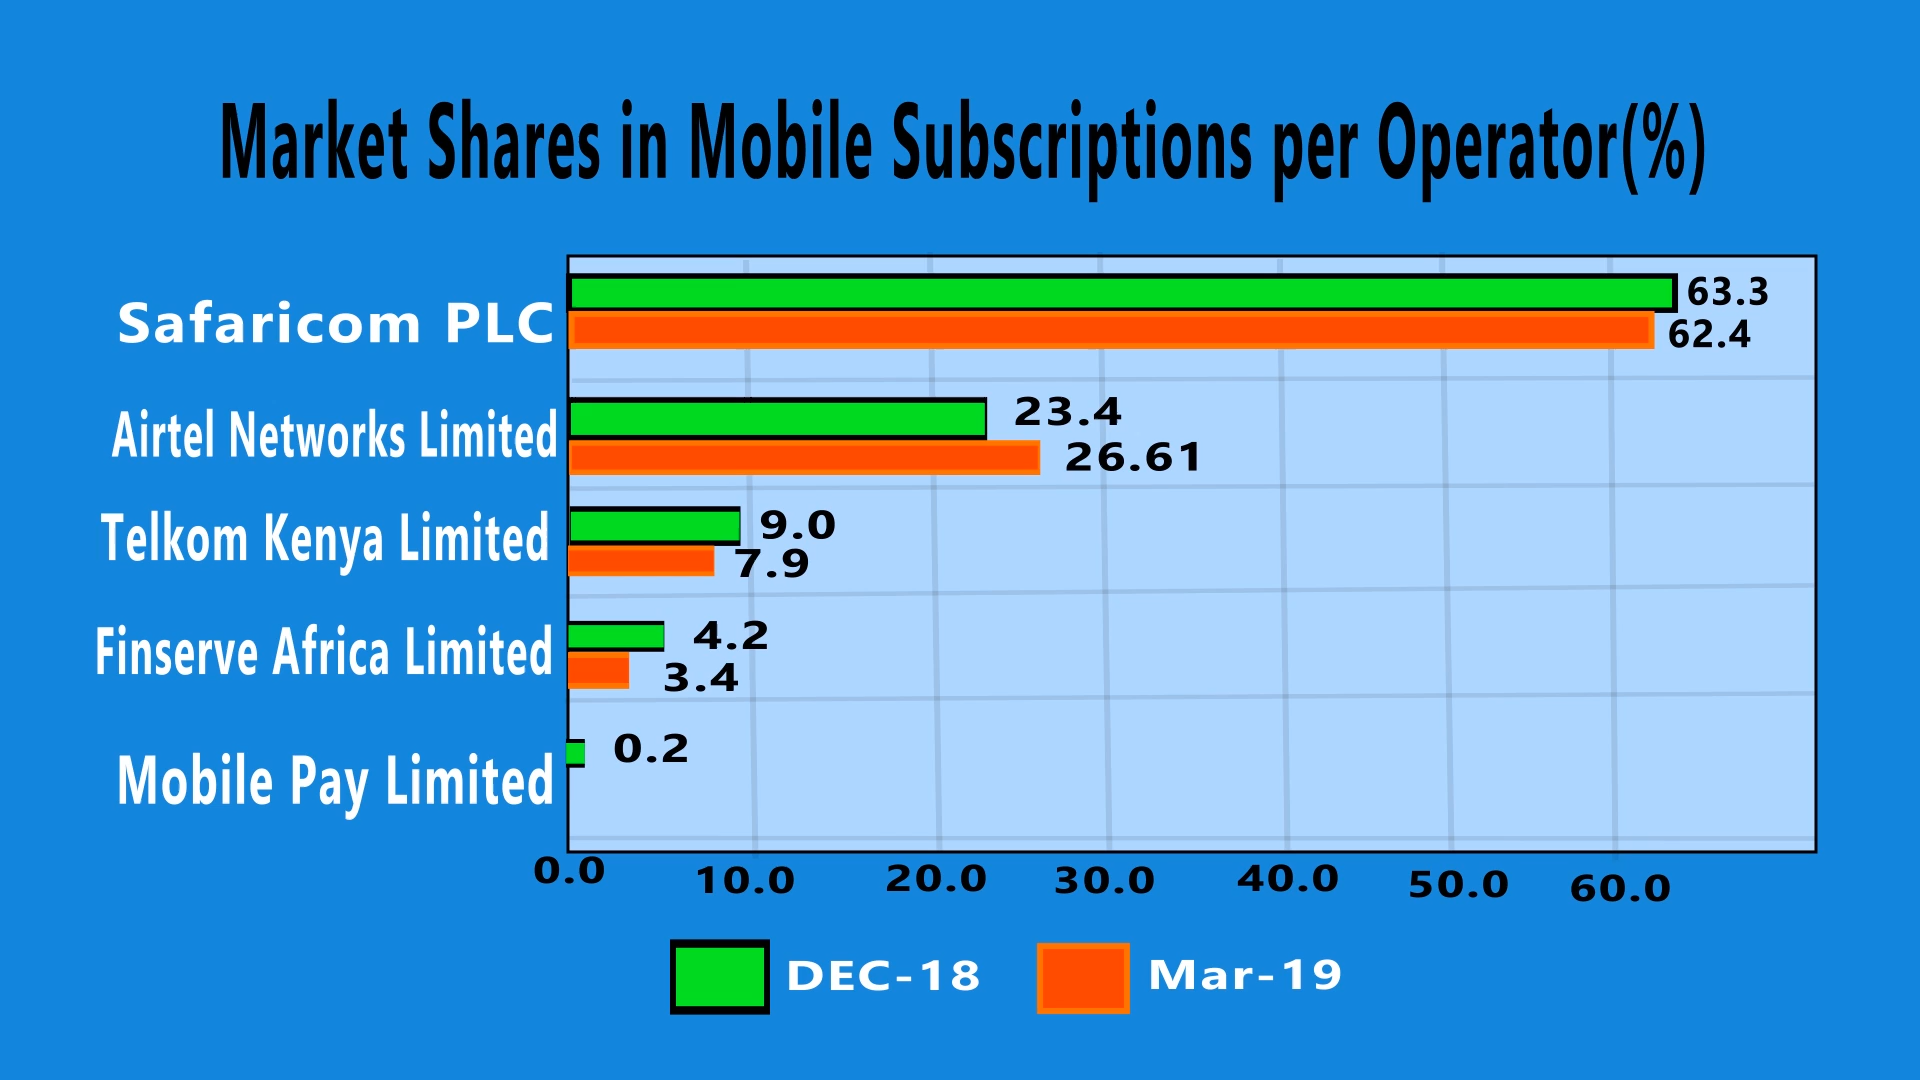 Market Shares in Mobile Subscriptions per Operator(%)
Safaricom PLC
63.3
62.4
Airtel Networks Limited
23.4
26.61
Telkom Kenya Limited
9.0
7.9
Finserve Africa Limited
4.2
3.4
Mobile Pay Limited
0.2
0.0 10.0 20.0 30.0 40.0 50.0 60.0
DEC-18 Mar-19